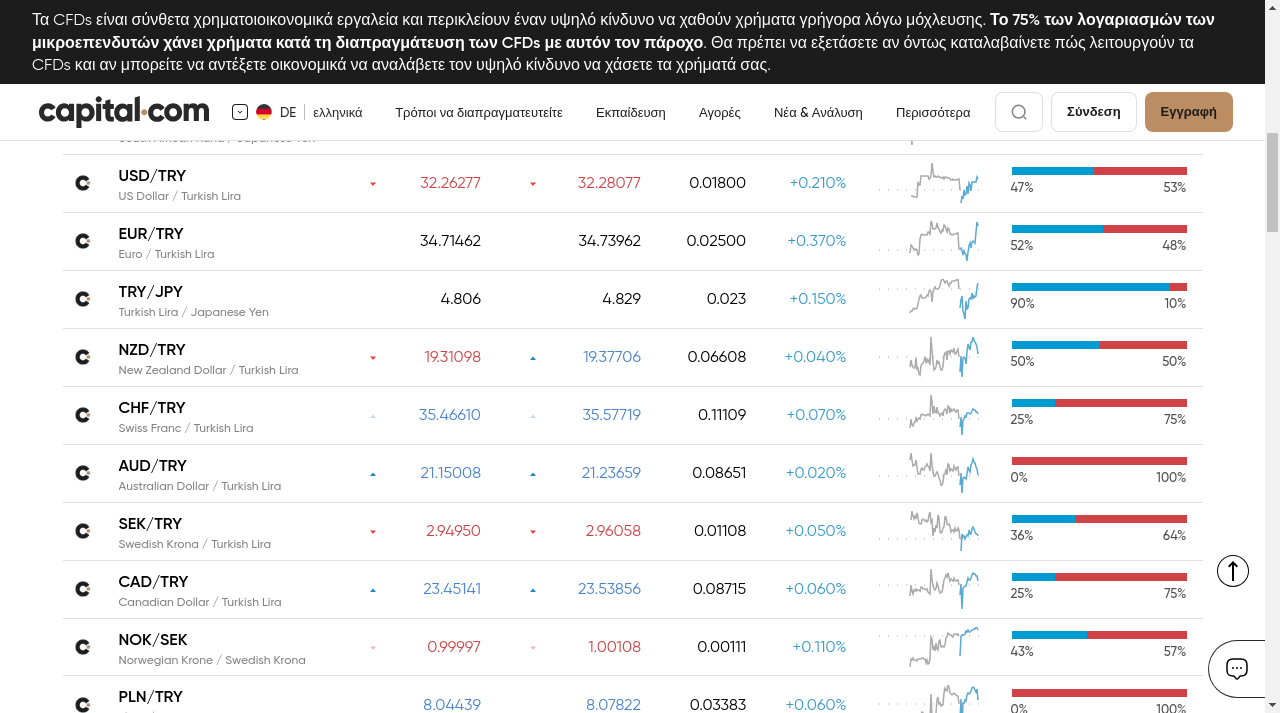 Τα CFDs είναι σύνθετα χρηματοιοικονομικά εργαλεία και περικλείουν έναν υψηλό κίνδυνο να χαθούν χρήματα γρήγορα λόγω μόχλευσης. Το 75% των λογαριασμών των
μικροεπενδυτών χάνει χρήματα κατά τη διαπραγμάτευση των CFDs με αυτόν τον πάροχο. Θα πρέπει να εξετάσετε αν όντως καταλαβαίνετε πώς λειτουργούν τα
CFDs και αν μπορείτε να αντέξετε οικονομικά να αναλάβετε τον υψηλό κίνδυνο να χάσετε τα χρήματά σας.
capital.com DE ελληνικά Τρόποι να διαπραγματευτείτε Εκπαίδευση Αγορές Νέα & Ανάλυση Περισσότερα Σύνδεση Εγγραφή
South African Rand / Japanese Yen
USD/TRY 32.26277 32.28077 0.01800 +0.210%
US Dollar / Turkish Lira 47% 53%
EUR/TRY 34.71462 34.73962 0.02500 +0.370%
Euro / Turkish Lira 52% 48%
TRY/JPY 4.806 4.829 0.023 +0.150%
Turkish Lira / Japanese Yen 90% 10%
NZD/TRY 19.31098 19.37706 0.06608 +0.040%
New Zealand Dollar / Turkish Lira 50% 50%
CHF/TRY 35.46610 35.57719 0.11109 +0.070%
Swiss Franc / Turkish Lira 25% 75%
AUD/TRY 21.15008 21.23659 0.08651 +0.020%
Australian Dollar / Turkish Lira 0% 100%
SEK/TRY 2.94950 2.96058 0.01108 +0.050%
Swedish Krona / Turkish Lira 36% 64%
CAD/TRY 23.45141 23.53856 0.08715 +0.060%
Canadian Dollar / Turkish Lira 25% 75%
NOK/SEK 0.99997 1.00108 0.00111 +0.110%
Norwegian Krone / Swedish Krona 43% 57%
PLN/TRY 8.04439 8.07822 0.03383 +0.060%
0% 100%